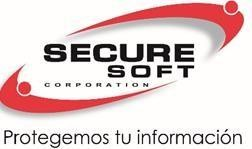 SECURE
SOFT
CORPORATION
Protegemos tu información